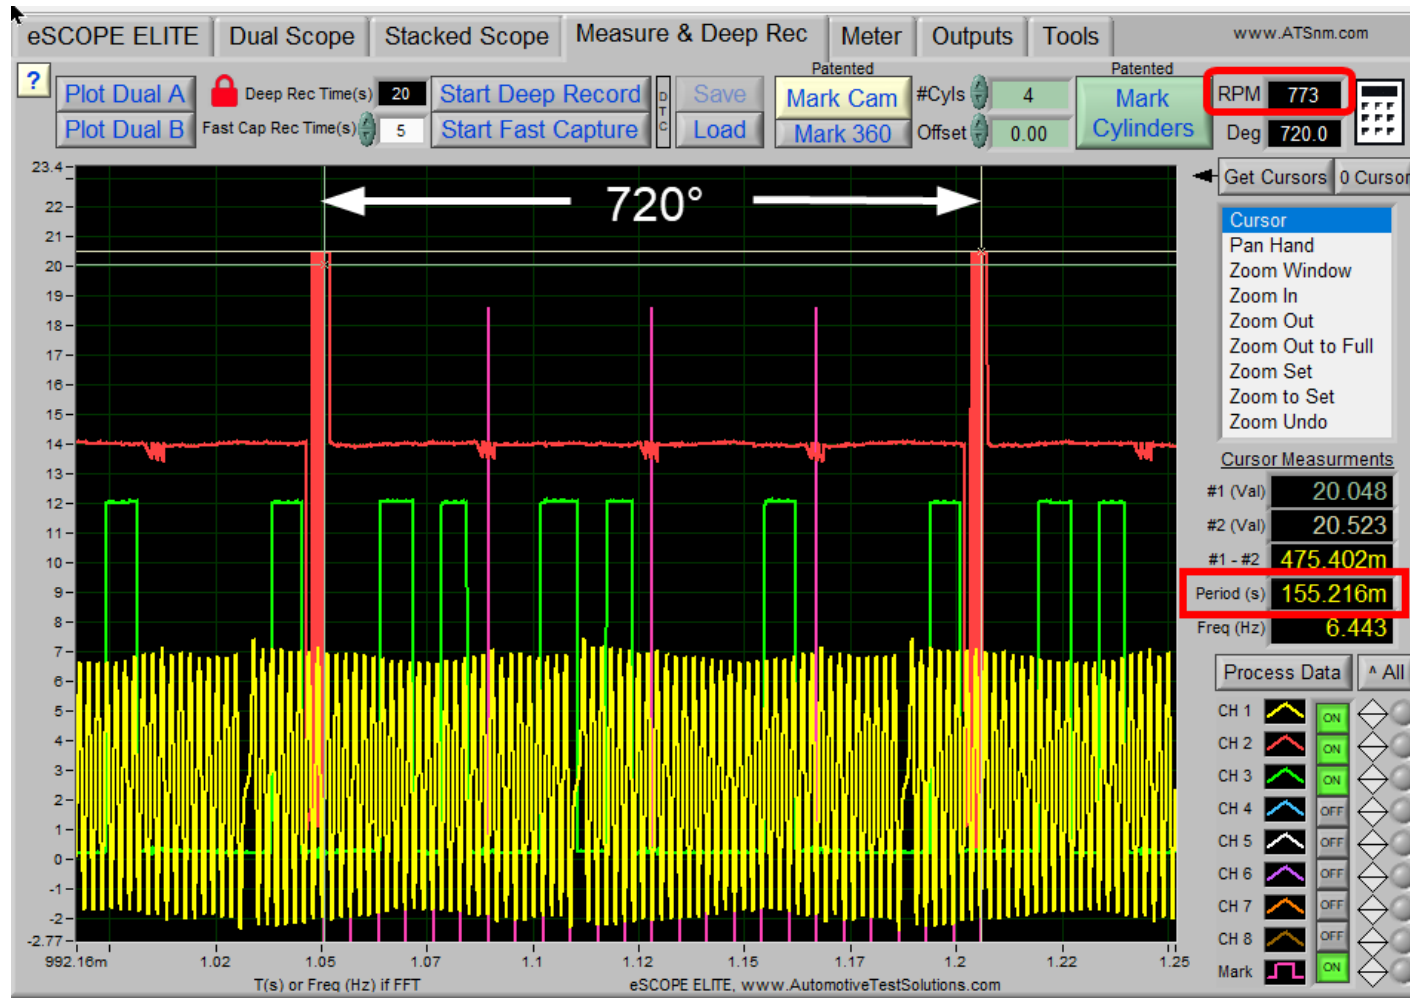 eSCOPE ELITE Dual Scope Stacked Scope Measure & Deep Rec Meter Outputs Tools www.ATSnm.com
Patented Patented
? Plot Dual A Deep Rec Time(s) 20 Start Deep Record DTC Save Mark Cam #Cyls 4 Mark Cylinders RPM 773
Plot Dual B Fast Cap Rec Time(s) 5 Start Fast Capture Load Mark 360 Offset 0.00 Deg 720.0
Get Cursors 0 Cursor
720°
Cursor
Pan Hand
Zoom Window
Zoom In
Zoom Out
Zoom Out to Full
Zoom Set
Zoom to Set
Zoom Undo
Cursor Measurments
#1 (Val) 20.048
#2 (Val) 20.523
#1 - #2 475.402m
Period (s) 155.216m
Freq (Hz) 6.443
Process Data ^ All
CH 1 ON
CH 2 ON
CH 3 ON
CH 4 OFF
CH 5 OFF
CH 6 OFF
CH 7 OFF
CH 8 OFF
Mark ON
23.4
22
21
20
19
18
17
16
15
14
13
12
11
10
9
8
7
6
5
4
3
2
1
0
-1
-2
-2.77
992.16m 1.02 1.05 1.07 1.1 1.12 1.15 1.17 1.2 1.22 1.25
T(s) or Freq (Hz) if FFT eSCOPE ELITE, www.AutomotiveTestSolutions.com